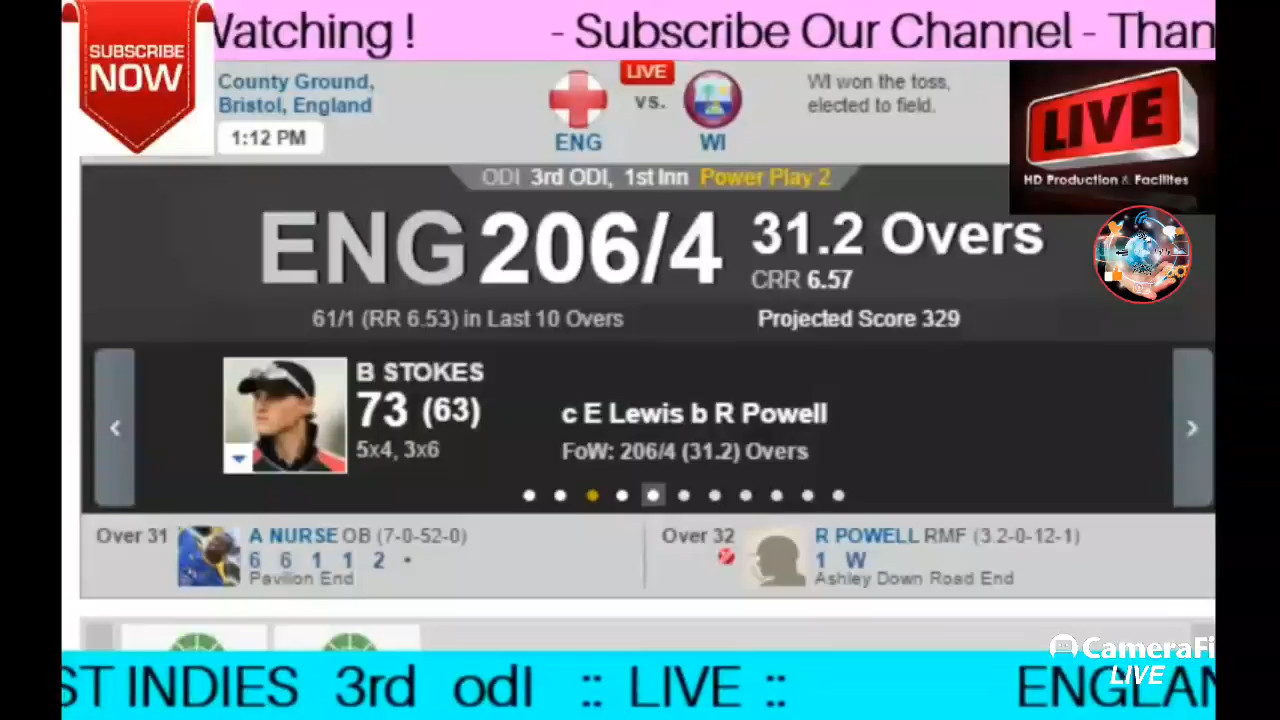 Watching ! - Subscribe Our Channel - Than
SUBSCRIBE
NOW
County Ground,
Bristol, England
1:12 PM
LIVE
ENG vs. WI
WI won the toss,
elected to field.
LIVE
HD Production & Facilites
ODI 3rd ODI, 1st Inn Power Play 2
ENG 206/4
31.2 Overs
CRR 6.57
61/1 (RR 6.53) in Last 10 Overs
Projected Score 329
B STOKES
73 (63)
5x4, 3x6
c E Lewis b R Powell
FoW: 206/4 (31.2) Overs
Over 31
A NURSE OB (7-0-52-0)
6 6 1 1 2 •
Pavilion End
Over 32
R POWELL RMF (3.2-0-12-1)
1 W
Ashley Down Road End
CameraFi
LIVE
ST INDIES 3rd odI :: LIVE :: ENGLAN